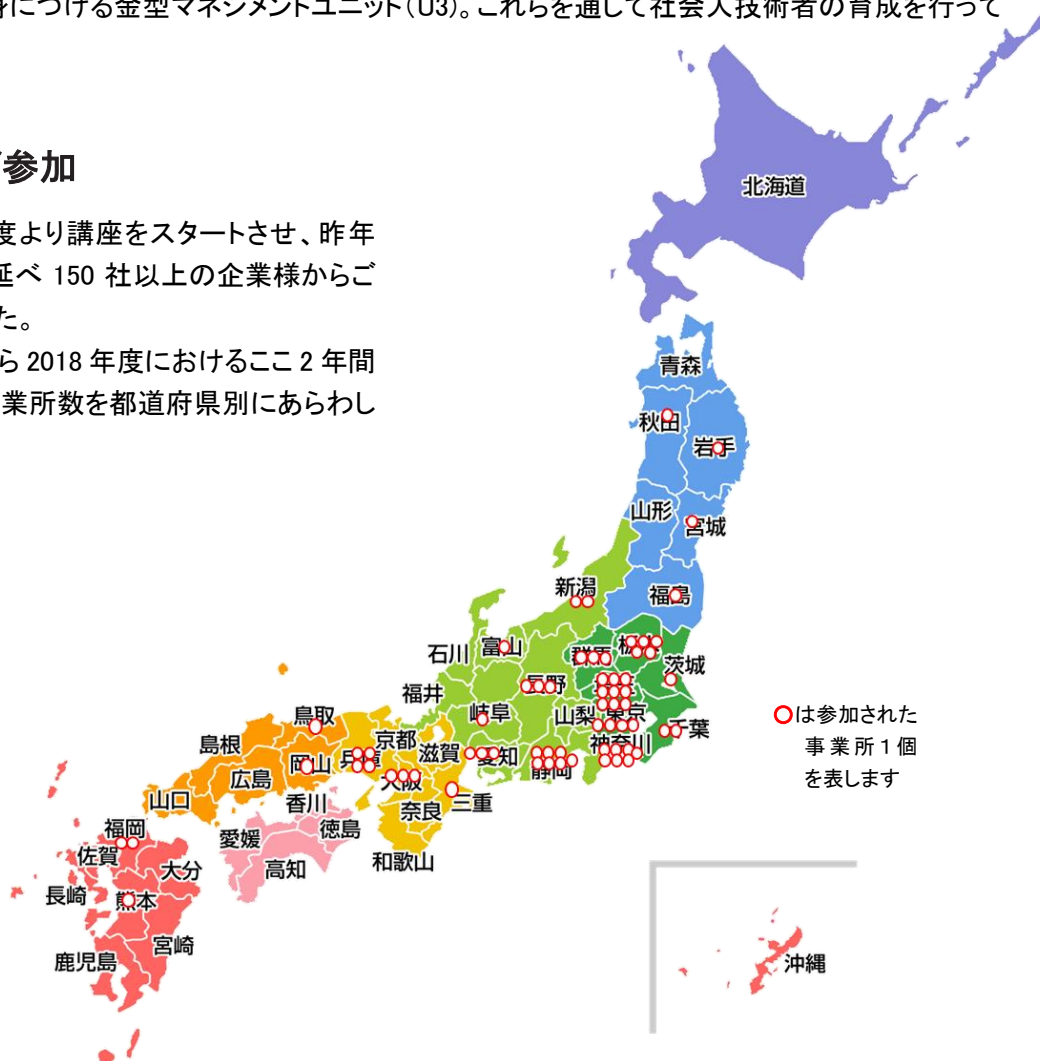 身につける金型マネジメントユニット(U3)。これらを通して社会人技術者の育成を行って
参加
度より講座をスタートさせ、昨年
延べ 150 社以上の企業様からご
た。
ら 2018 年度におけるここ 2 年間
業所数を都道府県別にあらわし
北海道
青森
秋田
岩手
山形
宮城
新潟
福島
石川
富山
群馬
栃木
茨城
福井
長野
岐阜
山梨
東京
千葉
神奈川
鳥取
島根
岡山
兵庫
京都
滋賀
愛知
静岡
広島
大阪
三重
山口
香川
奈良
徳島
和歌山
福岡
愛媛
高知
佐賀
大分
長崎
熊本
宮崎
鹿児島
沖縄
○は参加された
事業所1個
を表します